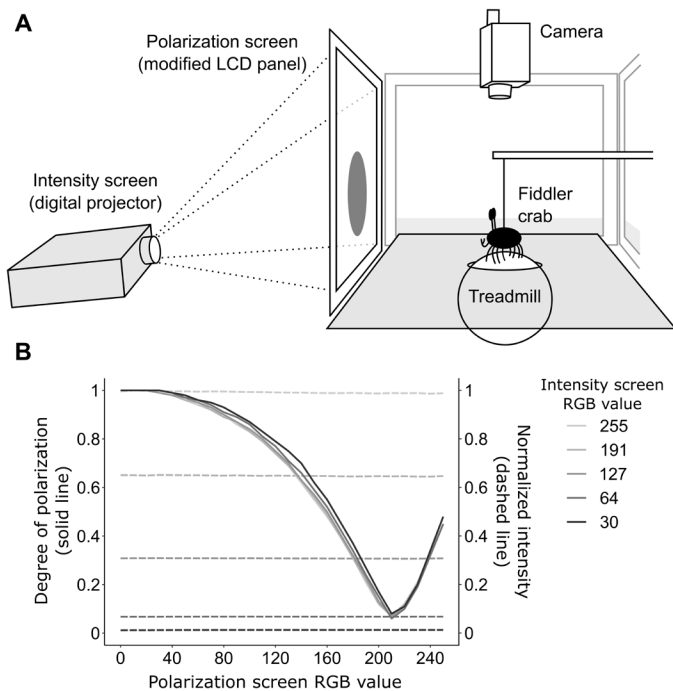 A
Polarization screen
(modified LCD panel)
Camera
Intensity screen
(digital projector)
Fiddler
crab
Treadmill
B
Degree of polarization
(solid line)
1
0.8
0.6
0.4
0.2
0
0 40 80 120 160 200 240
Polarization screen RGB value
1
0.8
0.6
0.4
0.2
0
Normalized intensity
(dashed line)
Intensity screen
RGB value
255
191
127
64
30